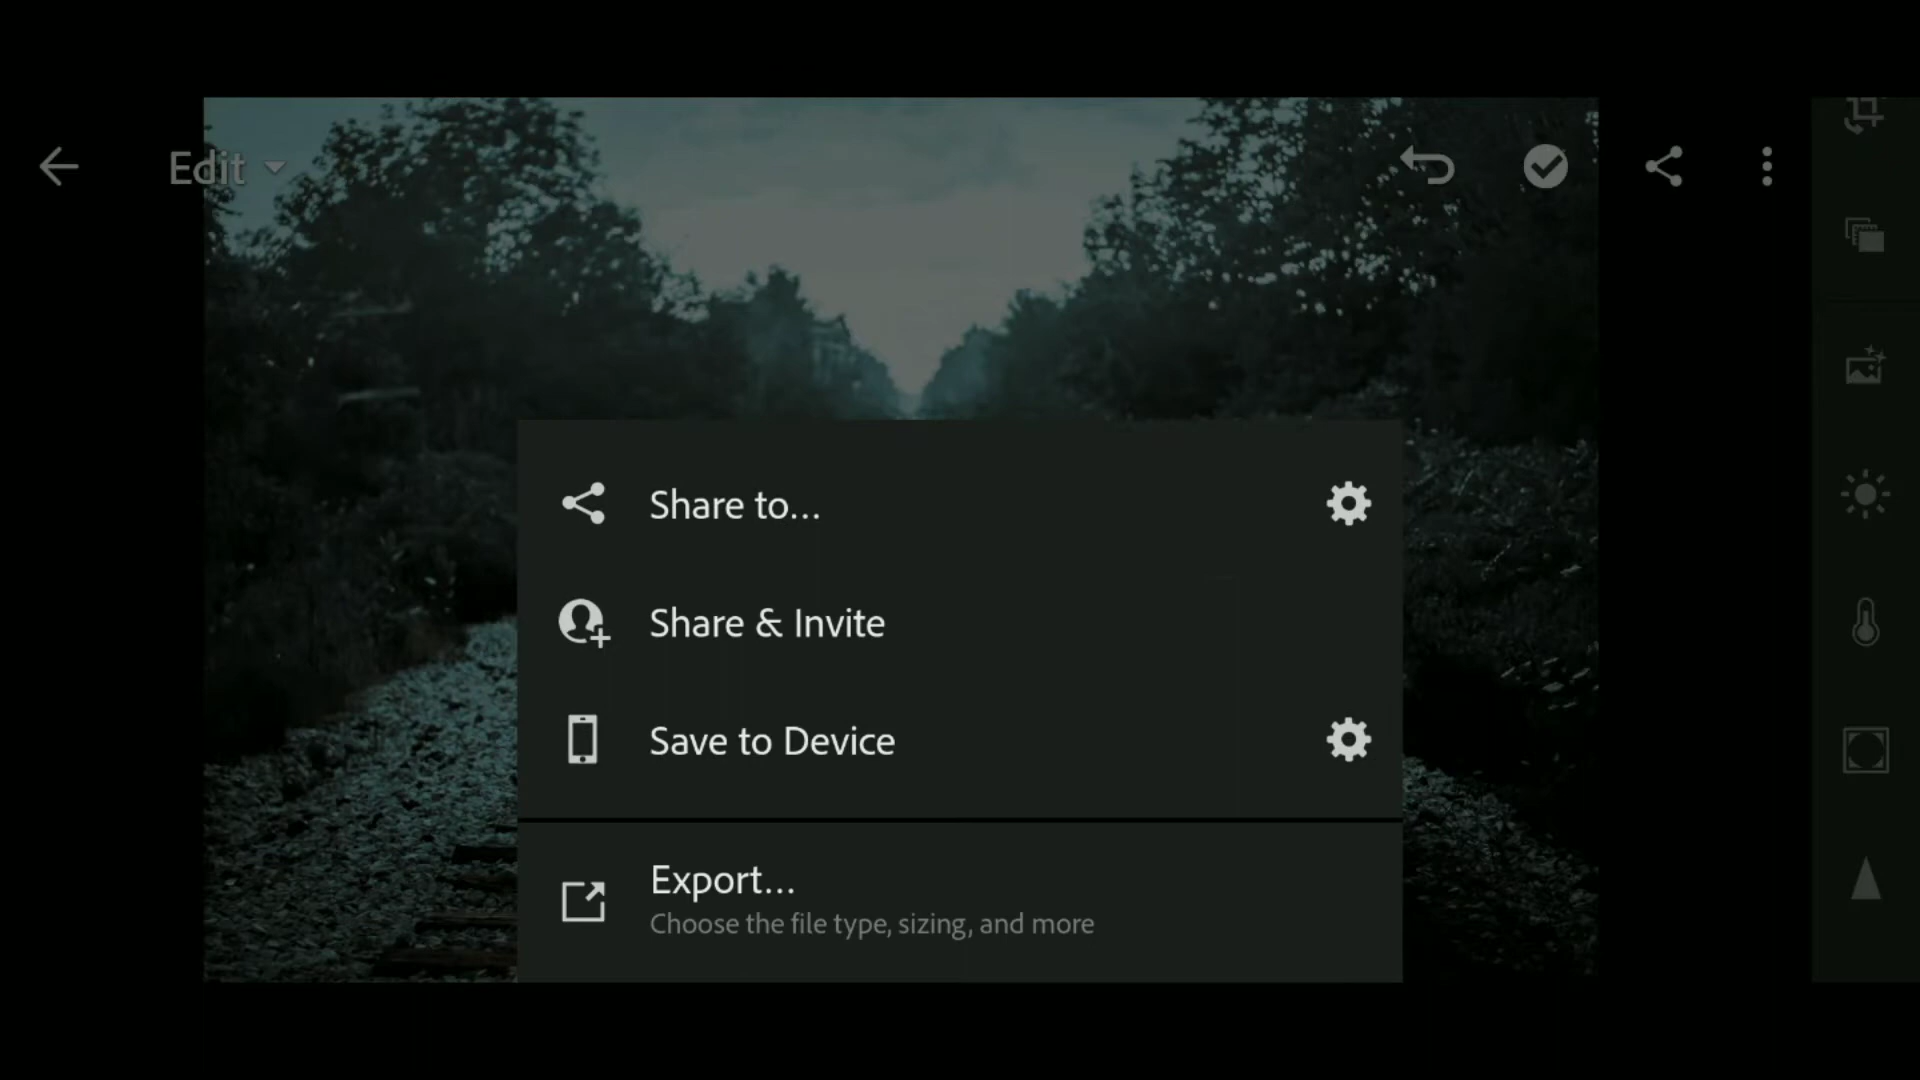 Edit
Share to...
Share & Invite
Save to Device
Export...
Choose the file type, sizing, and more